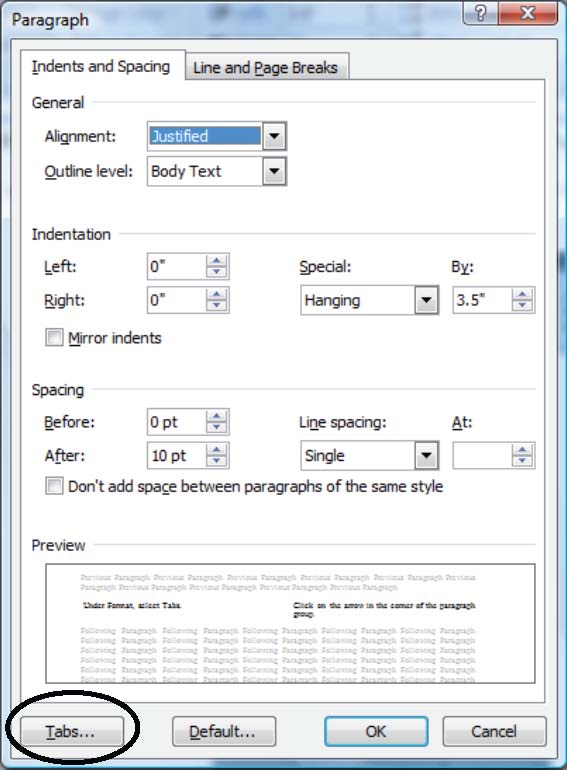 Paragraph
Indents and Spacing Line and Page Breaks
General
Alignment: Justified
Outline level: Body Text
Indentation
Left: 0" Special: By:
Right: 0" Hanging 3.5"
Mirror indents
Spacing
Before: 0 pt Line spacing: At:
After: 10 pt Single
Don't add space between paragraphs of the same style
Preview
Previous Paragraph Previous Paragraph Previous Paragraph Previous Paragraph Previous Paragraph Previous
Paragraph Previous Paragraph Previous Paragraph Previous Paragraph Previous Paragraph
Under Format, select Tabs. Click on the arrow in the corner of the paragraph
group.
Following Paragraph Following Paragraph Following Paragraph Following Paragraph Following Paragraph
Following Paragraph Following Paragraph Following Paragraph Following Paragraph Following Paragraph
Following Paragraph Following Paragraph Following Paragraph Following Paragraph Following Paragraph
Following Paragraph Following Paragraph Following Paragraph Following Paragraph Following Paragraph
Following Paragraph Following Paragraph Following Paragraph Following Paragraph Following Paragraph
Tabs... Default... OK Cancel